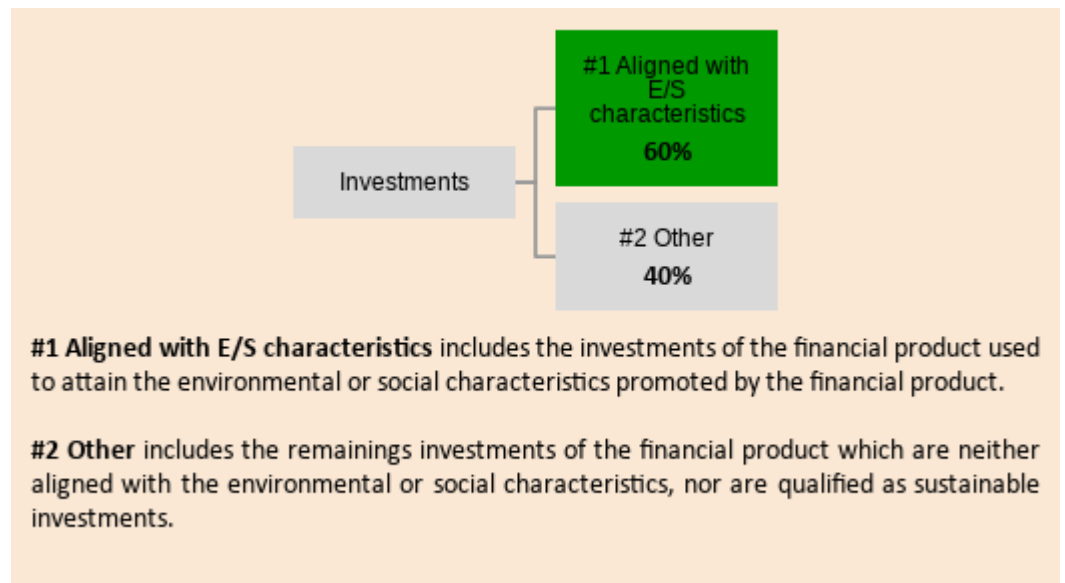 #1 Aligned with
E/S
characteristics
60%
Investments
#2 Other
40%
#1 Aligned with E/S characteristics includes the investments of the financial product used
to attain the environmental or social characteristics promoted by the financial product.
#2 Other includes the remainings investments of the financial product which are neither
aligned with the environmental or social characteristics, nor are qualified as sustainable
investments.